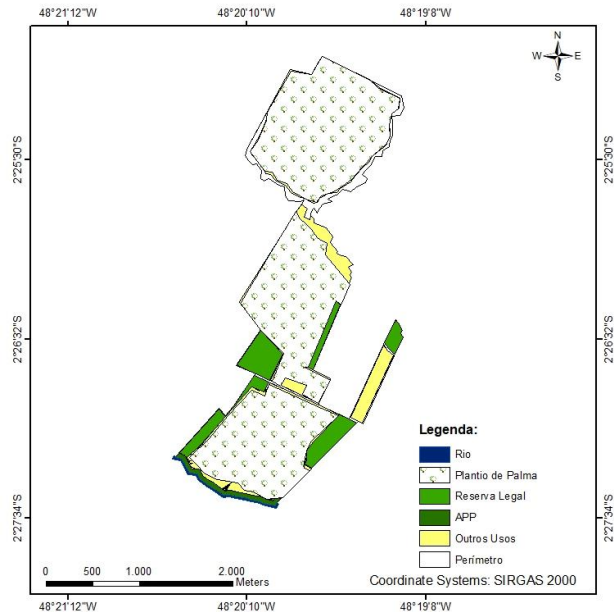 48°21'12"W 48°20'10"W 48°19'8"W
N
W E
S
2°25'30"S 2°25'30"S
2°26'32"S 2°26'32"S
2°27'34"S 2°27'34"S
Legenda:
Rio
Plantio de Palma
Reserva Legal
APP
Outros Usos
Perímetro
0 500 1.000 2.000
Meters
Coordinate Systems: SIRGAS 2000
48°21'12"W 48°20'10"W 48°19'8"W